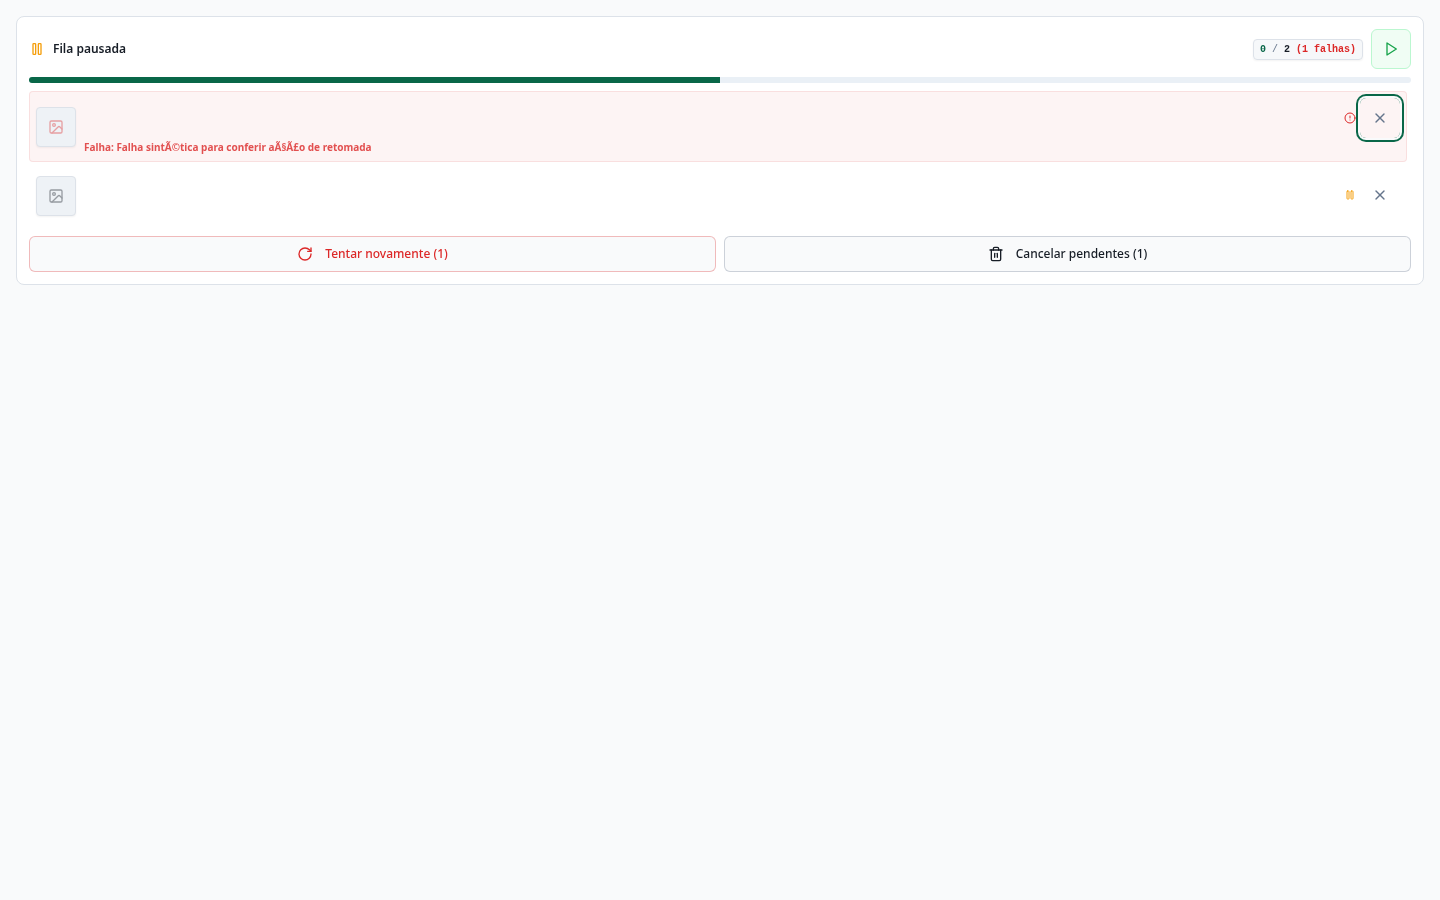 Fila pausada
0 / 2 (1 falhas)
Falha: Falha sintÃ©tica para conferir aÃ§Ã£o de retomada
Tentar novamente (1)
Cancelar pendentes (1)